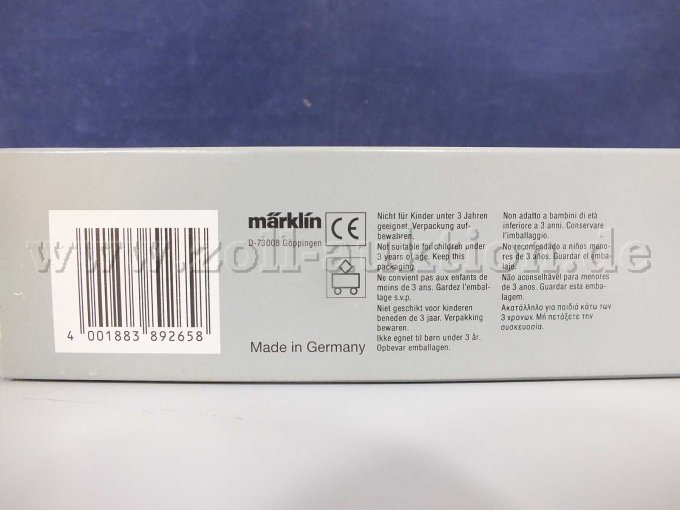 märklin
D-73008 Göppingen
CE
Made in Germany
4 001883 892658
Nicht für Kinder unter 3 Jahren
geeignet. Verpackung auf-
bewahren.
Not suitable for children under
3 years of age. Keep this
packaging.
Ne convient pas aux enfants de
moins de 3 ans. Gardez l'embal-
lage s.v.p.
Niet geschikt voor kinderen
beneden de 3 jaar. Verpakking
bewaren.
Ikke egnet til børn under 3 år.
Opbevar emballagen.
Non adatto a bambini di età
inferiore a 3 anni. Conservare
l'imballaggio.
No recomendado a niños meno-
res de 3 años. Guardar el emba-
laje.
Não aconselhável para menores
de 3 anos. Guardar esta emba-
lagem.
Ακατάλληλο για παιδιά κάτω των
3 χρονων. Μή πετάξετε την
συσκευασία.
www.zoll-auktion.de